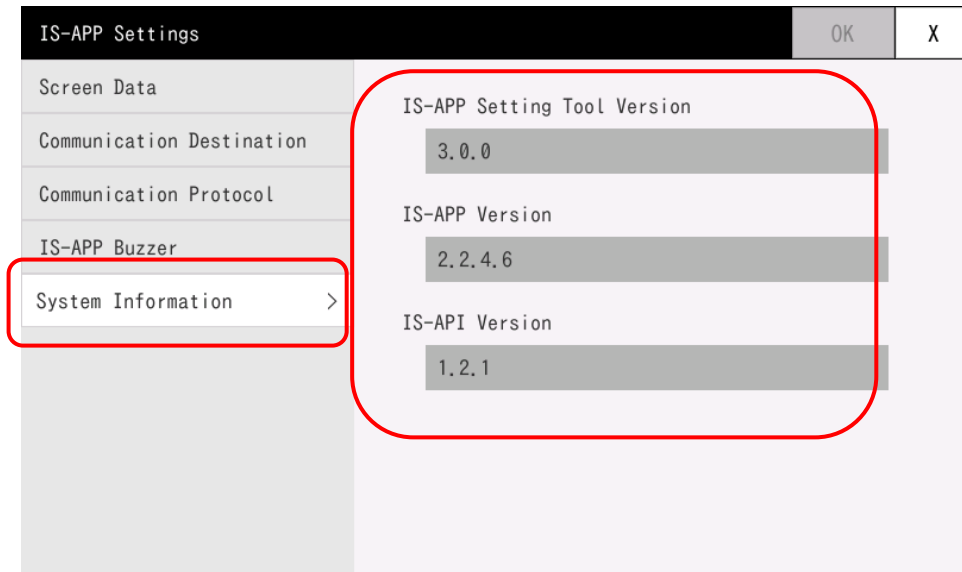 IS-APP Settings
OK
X
Screen Data
Communication Destination
Communication Protocol
IS-APP Buzzer
System Information >
IS-APP Setting Tool Version
3.0.0
IS-APP Version
2.2.4.6
IS-API Version
1.2.1